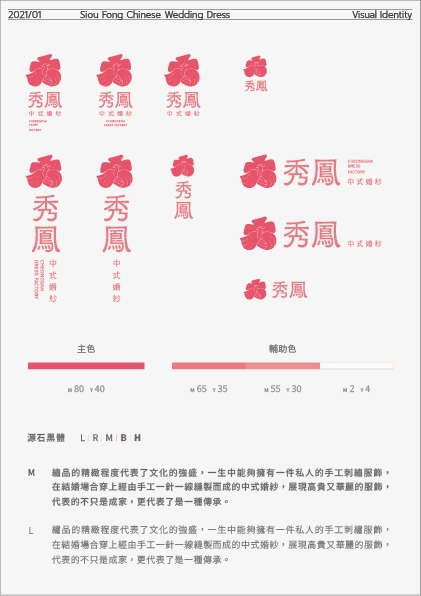 2021/01 Siou Fong Chinese Wedding Dress Visual Identity
秀鳳 秀鳳 秀鳳 秀鳳
中式婚紗 中式婚紗 中式婚紗
CHEONGSAM
DRESS
FACTORY
秀鳳
中式婚紗
CHEONGSAM
DRESS FACTORY
秀鳳
中式婚紗
秀鳳
秀鳳
CHEONGSAM
DRESS
FACTORY
中式婚紗
秀鳳 中式婚紗
秀鳳
主色 輔助色
M 80 Y 40 M 65 Y 35 M 55 Y 30 M 2 Y 4
源石黑體 L | R | M | B | H
M 繡品的精緻程度代表了文化的強盛，一生中能夠擁有一件私人的手工刺繡服飾，
在結婚場合穿上經由手工一針一線縫製而成的中式婚紗，展現高貴又華麗的服飾，
代表的不只是成家，更代表了是一種傳承。
L 繡品的精緻程度代表了文化的強盛，一生中能夠擁有一件私人的手工刺繡服飾，
在結婚場合穿上經由手工一針一線縫製而成的中式婚紗，展現高貴又華麗的服飾，
代表的不只是成家，更代表了是一種傳承。